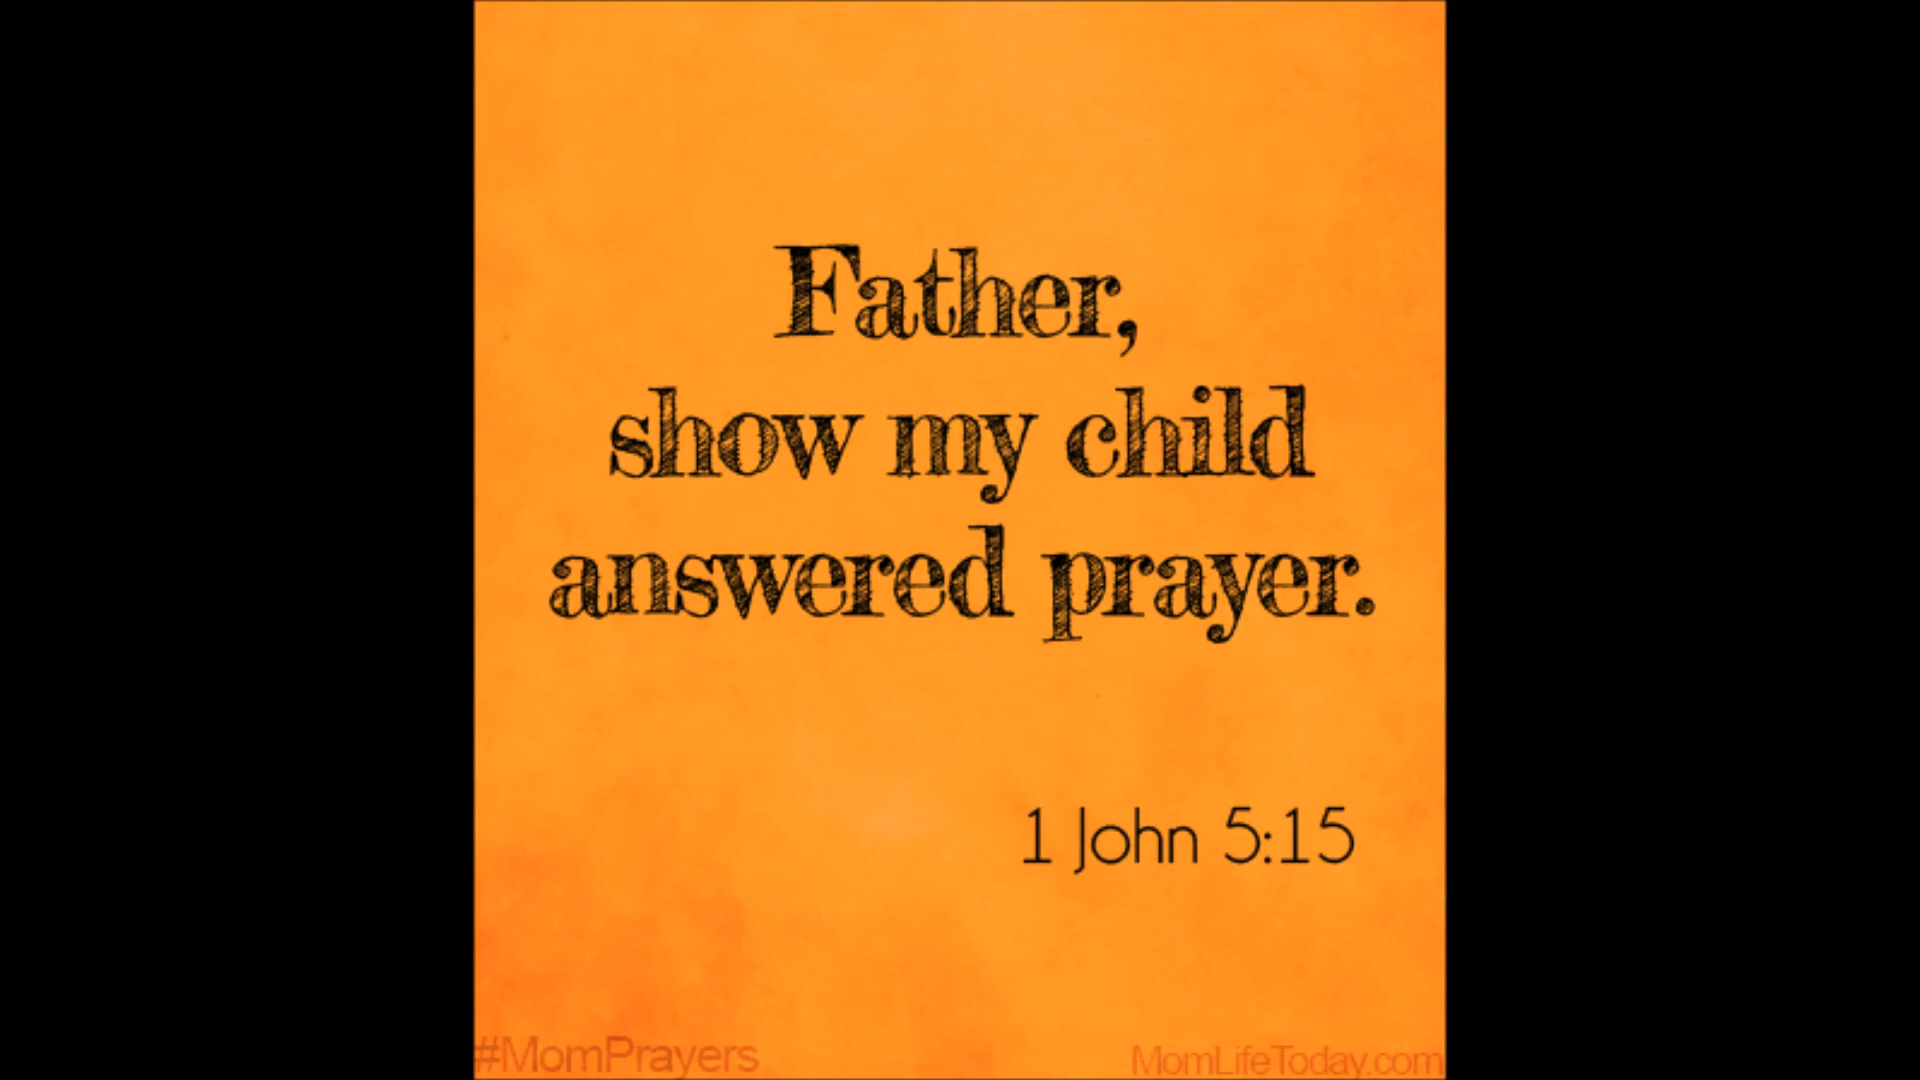 Father,
show my child
answered prayer.
1 John 5:15
#MomPrayers
MomLifeToday.com